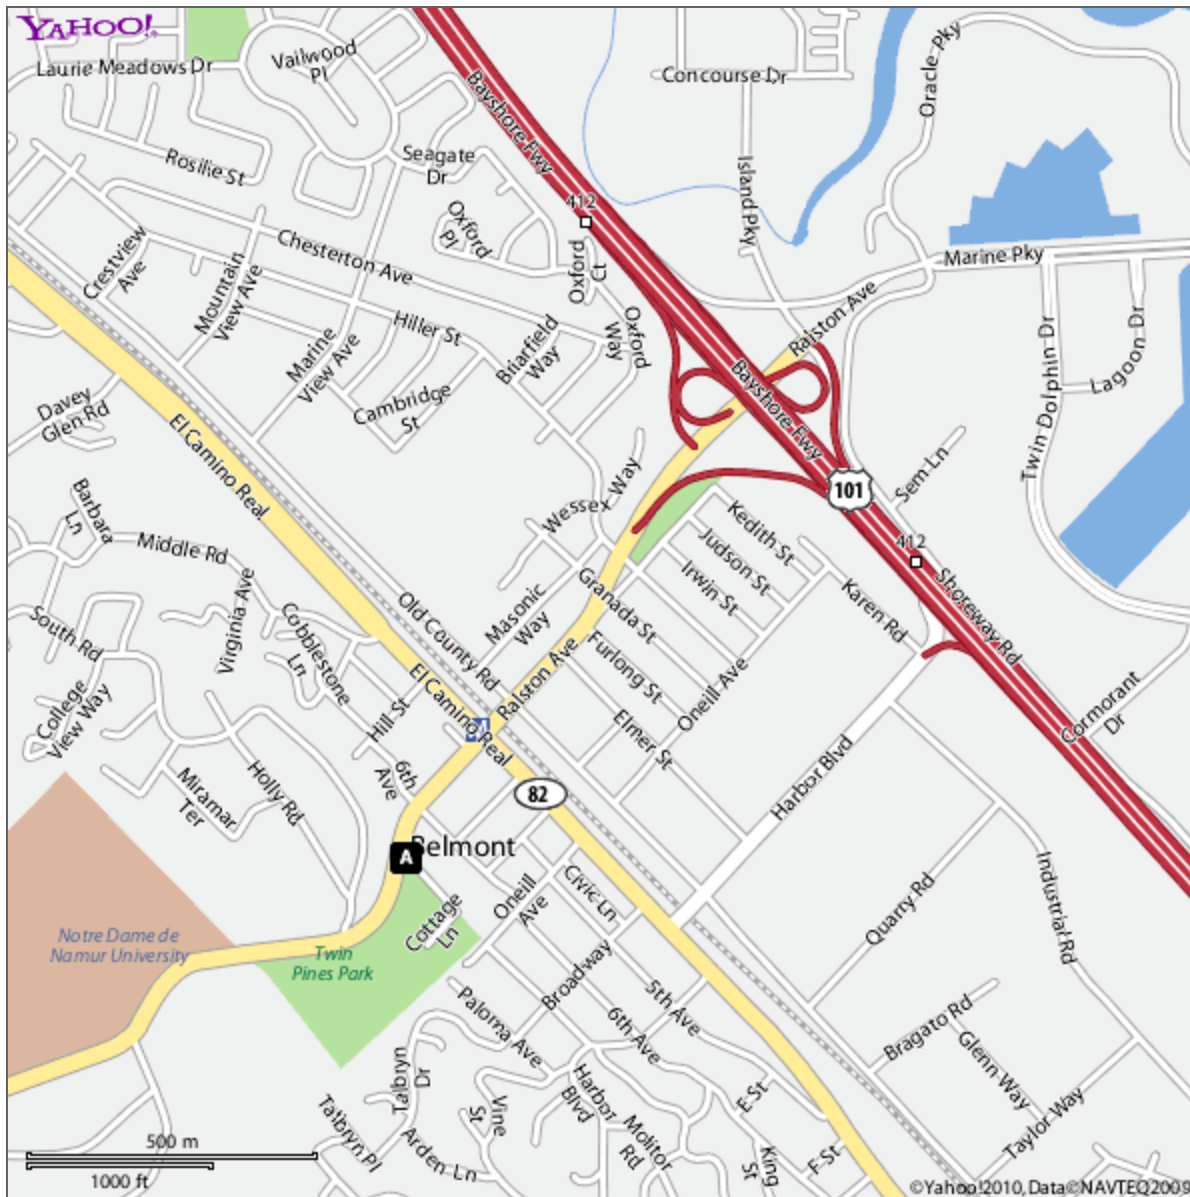 YAHOO!
Laurie Meadows Dr
Vailwood
Pl
Bayshore Fwy
Concourse Dr
Oracle Pky
Rosilie St
Seagate
Dr
Island Pky
412
Oxford
Pl
Crestview
Ave
Mountain
View Ave
Chesterton Ave
Oxford
Ct
Marine Pky
Marine
View Ave
Hiller St
Briarfield
Way
Oxford
Way
Ralston Ave
Twin Dolphin Dr
Lagoon Dr
Davey
Glen Rd
El Camino Real
Cambridge
St
Bayshore Fwy
101
Sem Ln
Barbara
Ln
Middle Rd
Wessex Way
Kedith St
Judson St
Irwin St
412
Shoreway Rd
South Rd
Virginia Ave
Cobblestone
Ln
Old County Rd
Masonic
Way
Granada St
Karen Rd
College
View Way
Hill St
El Camino Real
Ralston Ave
Furlong St
Oneill Ave
Elmer St
Cormorant
Dr
Miramar
Ter
Holly Rd
6th
Ave
82
Harbor Blvd
A
Belmont
Notre Dame de
Namur University
Twin
Pines Park
Cottage
Ln
Oneill
Ave
Civic Ln
Quarty Rd
Industrial Rd
Paloma Ave
Broadway
5th Ave
6th Ave
Bragato Rd
Glenn Way
Talbryn
Dr
Vine
St
Harbor
Blvd
Molitor
Rd
E St
Taylor Way
Talbryn Pl
Arden Ln
King
St
F St
500 m
1000 ft
©Yahoo! 2010, Data©NAVTEQ2009